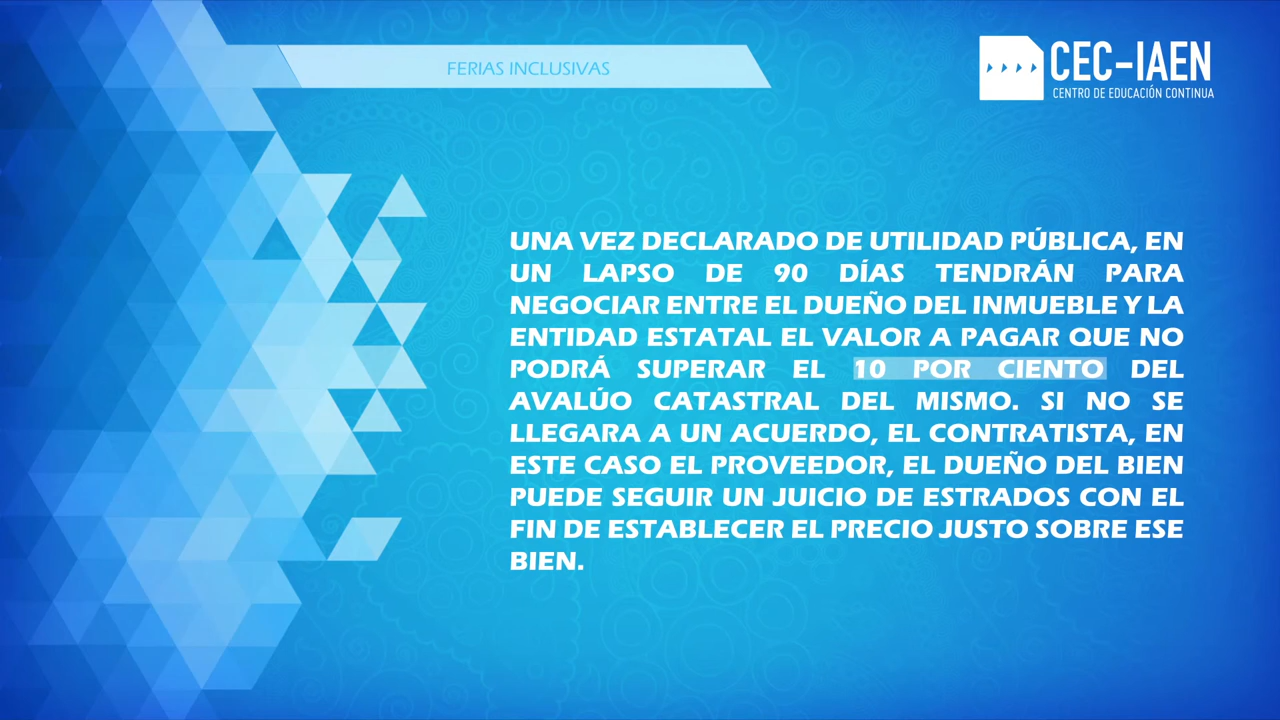 FERIAS INCLUSIVAS
CEC-IAEN
CENTRO DE EDUCACIÓN CONTINUA
UNA VEZ DECLARADO DE UTILIDAD PÚBLICA, EN
UN LAPSO DE 90 DÍAS TENDRÁN PARA
NEGOCIAR ENTRE EL DUEÑO DEL INMUEBLE Y LA
ENTIDAD ESTATAL EL VALOR A PAGAR QUE NO
PODRÁ SUPERAR EL 10 POR CIENTO DEL
AVALÚO CATASTRAL DEL MISMO. SI NO SE
LLEGARA A UN ACUERDO, EL CONTRATISTA, EN
ESTE CASO EL PROVEEDOR, EL DUEÑO DEL BIEN
PUEDE SEGUIR UN JUICIO DE ESTRADOS CON EL
FIN DE ESTABLECER EL PRECIO JUSTO SOBRE ESE
BIEN.